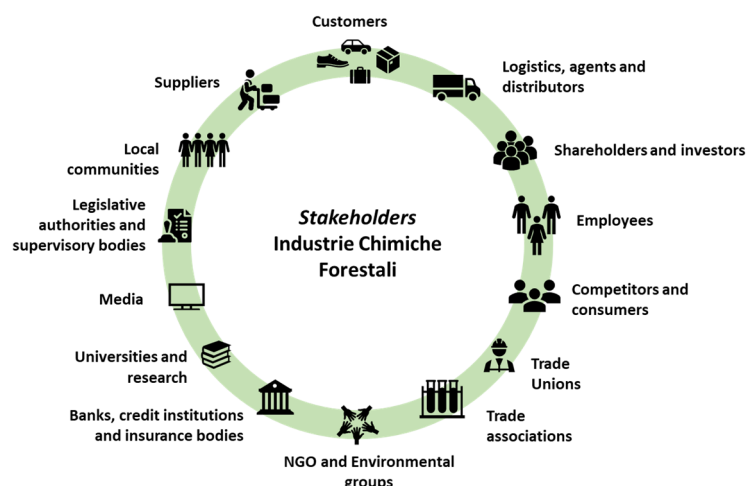 Customers
Logistics, agents and
distributors
Shareholders and investors
Employees
Competitors and
consumers
Trade
Unions
Trade
associations
NGO and Environmental
groups
Banks, credit institutions
and insurance bodies
Universities and
research
Media
Legislative
authorities and
supervisory bodies
Local
communities
Suppliers
Stakeholders
Industrie Chimiche
Forestali